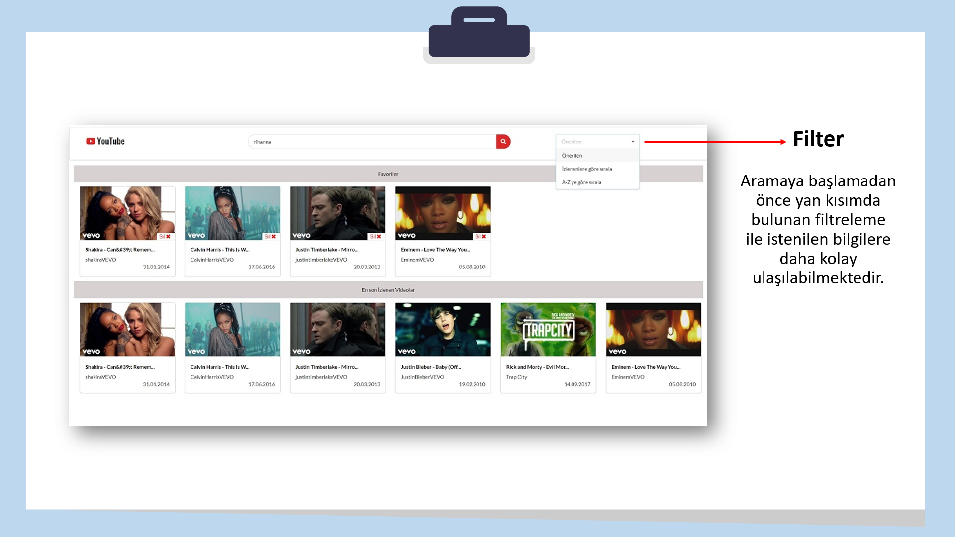 YouTube
rihanna
Önerilen
Önerilen
İzlenmelere göre sırala
A-Z ye göre sırala
Filter
Aramaya başlamadan
önce yan kısımda
bulunan filtreleme
ile istenilen bilgilere
daha kolay
ulaşılabilmektedir.
Favoriler
vevo Sil vevo Sil vevo Sil vevo Sil
Shakira - Can&#39;t Remem... Calvin Harris - This Is W... Justin Timberlake - Mirro... Eminem - Love The Way You...
shakiraVEVO CalvinHarrisVEVO justintimberlakeVEVO EminemVEVO
31.01.2014 17.06.2016 20.03.2013 05.08.2010
En son İzlenen Videolar
TRAPCITY
vevo vevo vevo vevo vevo
Shakira - Can&#39;t Remem... Calvin Harris - This Is W... Justin Timberlake - Mirro... Justin Bieber - Baby (Off... Rick and Morty - Evil Mor... Eminem - Love The Way You...
shakiraVEVO CalvinHarrisVEVO justintimberlakeVEVO JustinBieberVEVO Trap City EminemVEVO
31.01.2014 17.06.2016 20.03.2013 19.02.2010 14.09.2017 05.08.2010